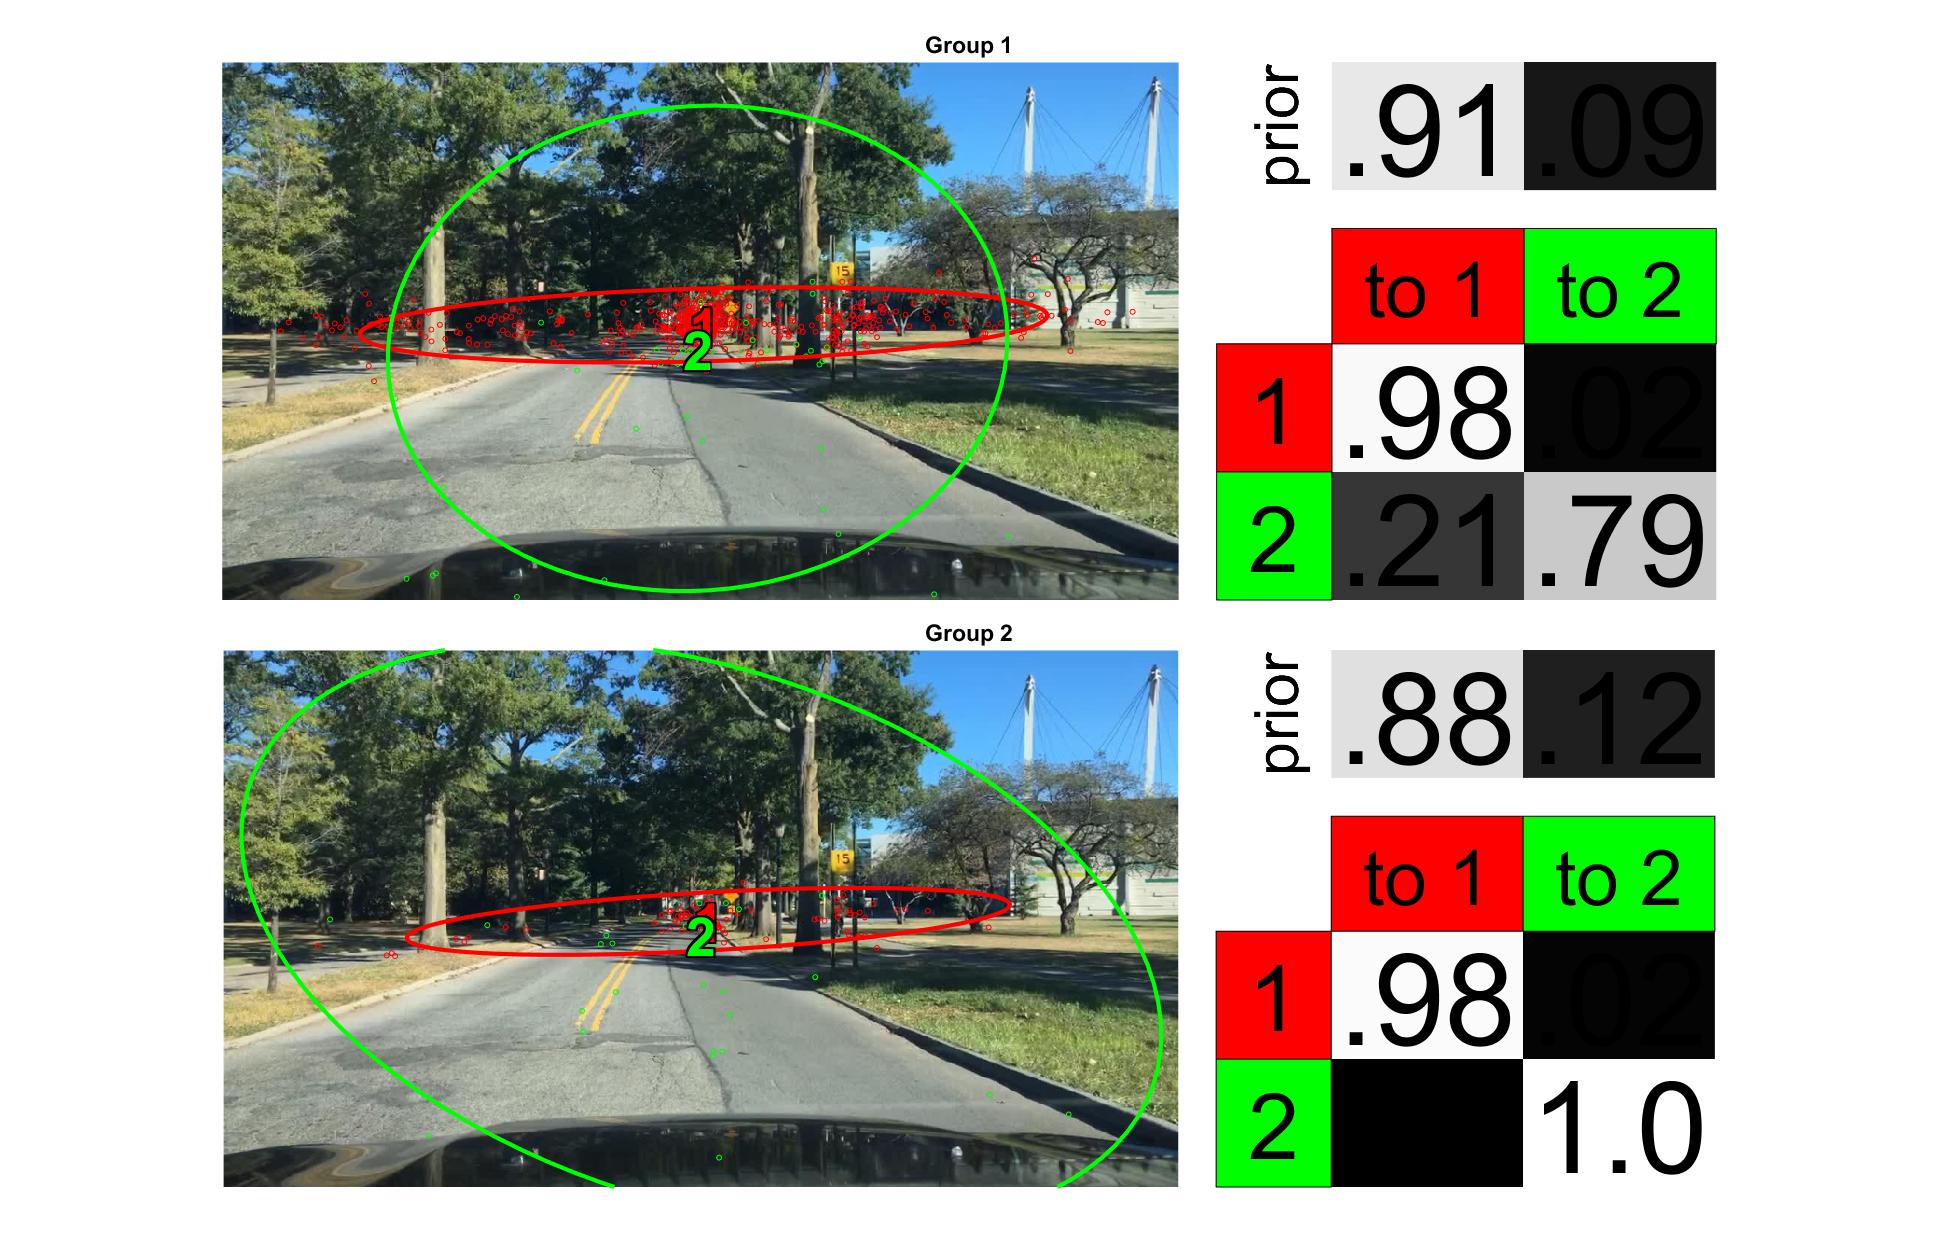 Group 1
1
2
15
prior .91 .09
to 1 to 2
1 .98 .02
2 .21 .79
Group 2
1
2
15
prior .88 .12
to 1 to 2
1 .98 .02
2 1.0